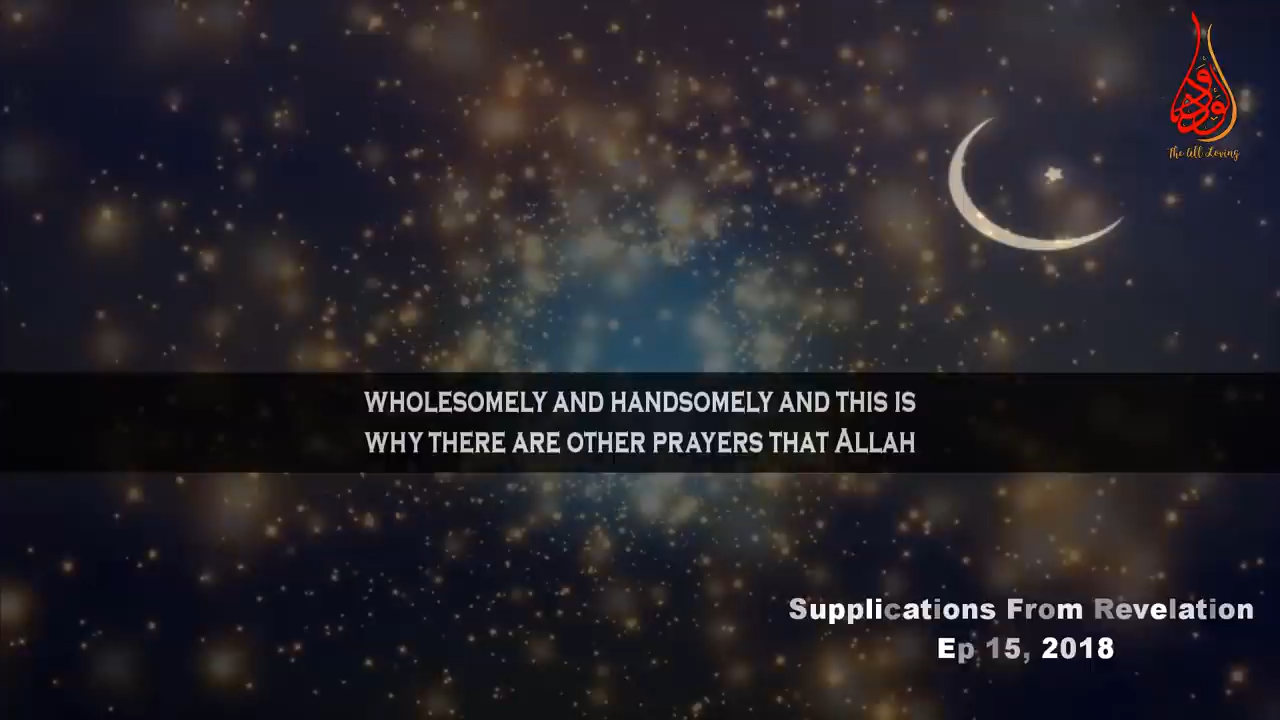 The All Loving
WHOLESOMELY AND HANDSOMELY AND THIS IS
WHY THERE ARE OTHER PRAYERS THAT ALLAH
Supplications From Revelation
Ep 15, 2018